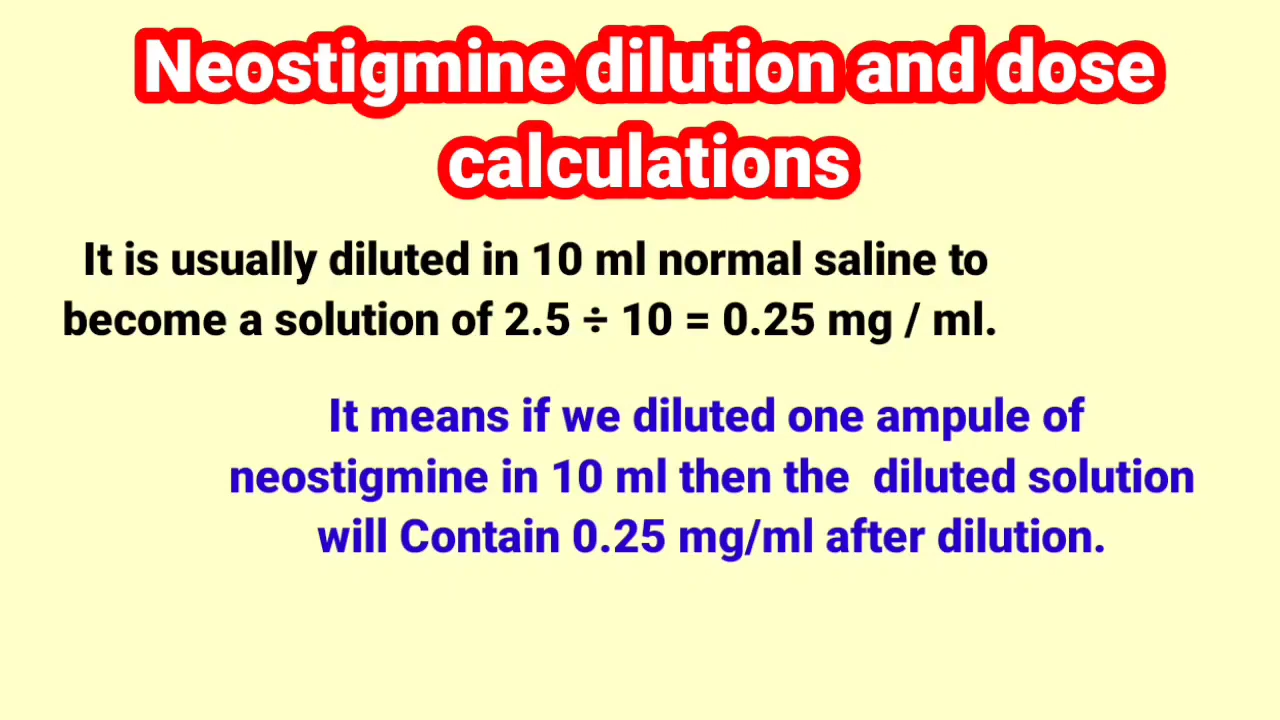 Neostigmine dilution and dose
calculations
It is usually diluted in 10 ml normal saline to
become a solution of 2.5 ÷ 10 = 0.25 mg / ml.
It means if we diluted one ampule of
neostigmine in 10 ml then the  diluted solution
will Contain 0.25 mg/ml after dilution.